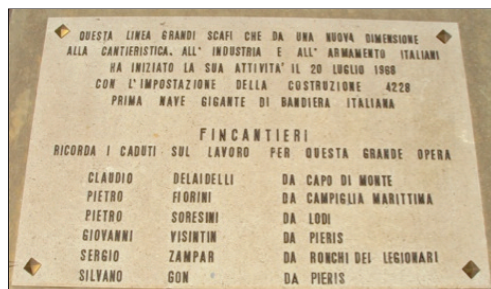 QUESTA LINEA GRANDI SCAFI CHE DA UNA NUOVA DIMENSIONE
ALLA CANTIERISTICA, ALL' INDUSTRIA E ALL' ARMAMENTO ITALIANI
HA INIZIATO LA SUA ATTIVITA' IL 20 LUGLIO 1968
CON L'IMPOSTAZIONE DELLA COSTRUZIONE 4228
PRIMA NAVE GIGANTE DI BANDIERA ITALIANA
FINCANTIERI
RICORDA I CADUTI SUL LAVORO PER QUESTA GRANDE OPERA
CLAUDIO DELAIDELLI DA CAPO DI MONTE
PIETRO FIORINI DA CAMPIGLIA MARITTIMA
PIETRO SORESINI DA LODI
GIOVANNI VISINTIN DA PIERIS
SERGIO ZAMPAR DA RONCHI DEI LEGIONARI
SILVANO GON DA PIERIS